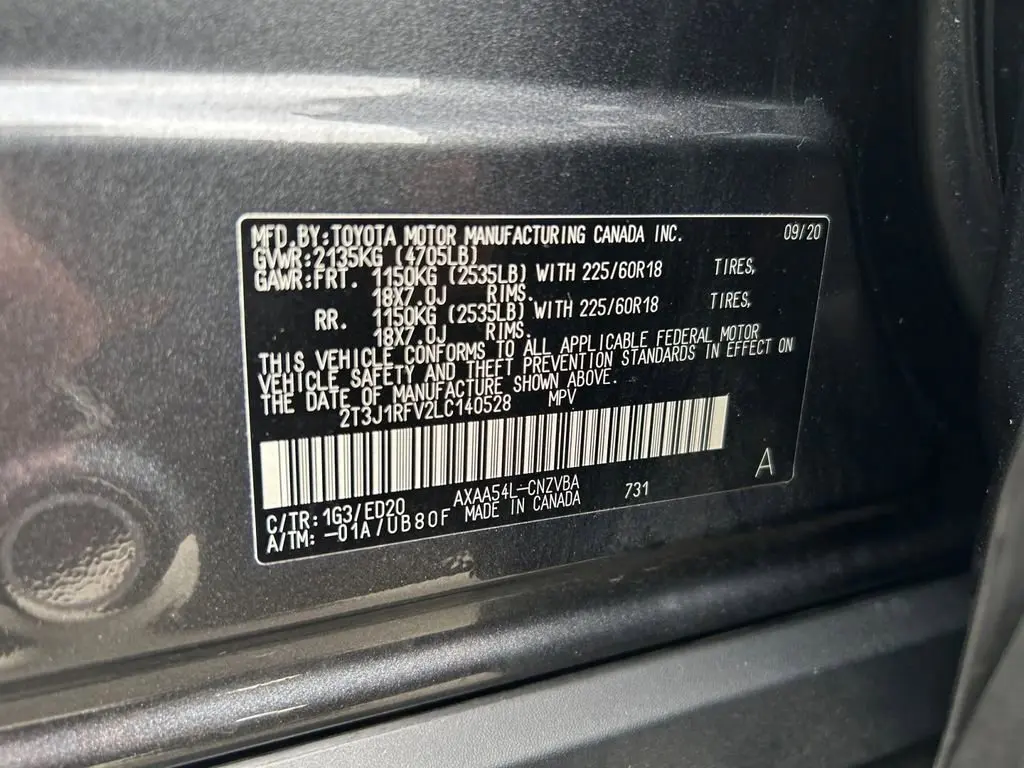 MFD.BY:TOYOTA MOTOR MANUFACTURING CANADA INC. 09/20
GVWR:2135KG (4705LB)
GAWR:FRT. 1150KG (2535LB) WITH 225/60R18 TIRES,
18X7.0J RIMS.
RR. 1150KG (2535LB) WITH 225/60R18 TIRES,
18X7.0J RIMS.
THIS VEHICLE CONFORMS TO ALL APPLICABLE FEDERAL MOTOR
VEHICLE SAFETY AND THEFT PREVENTION STANDARDS IN EFFECT ON
THE DATE OF MANUFACTURE SHOWN ABOVE.
2T3J1RFV2LC140528 MPV
A
C/TR:1G3/ED20 AXAA54L-CNZVBA 731
A/TM:-01A/UB80F MADE IN CANADA